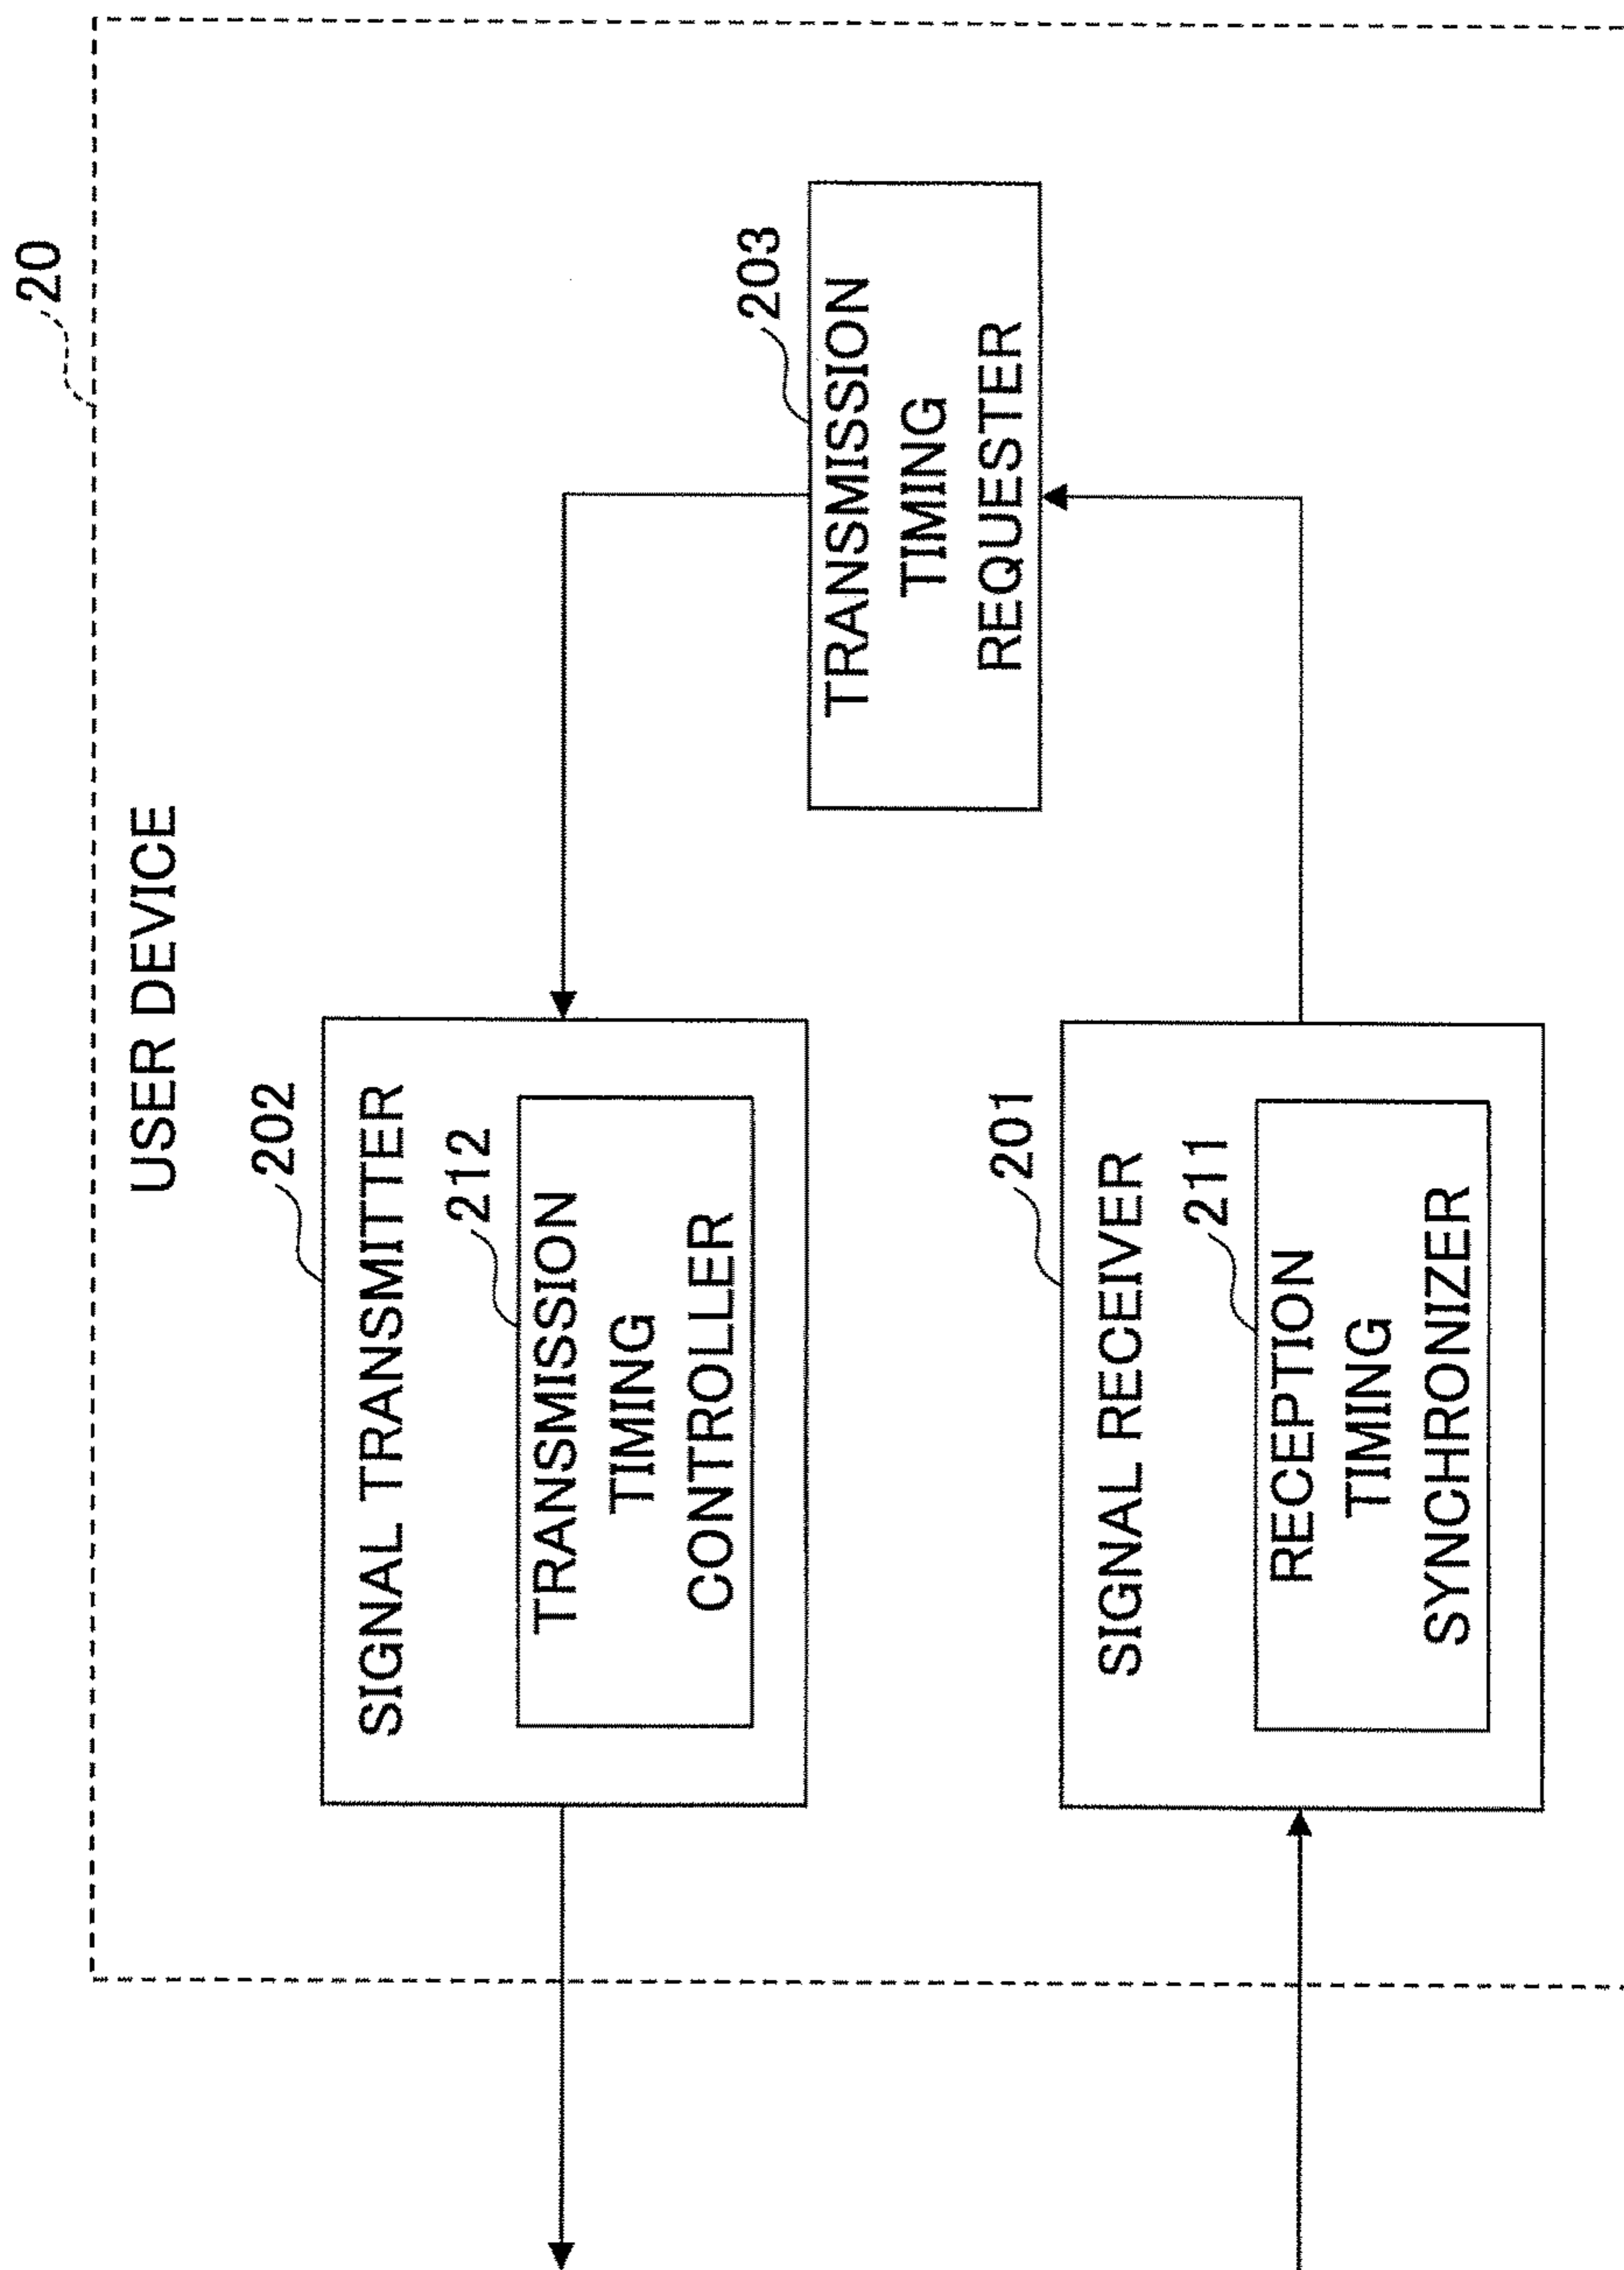 20
USER DEVICE
202
SIGNAL TRANSMITTER
212
TRANSMISSION
TIMING
CONTROLLER
203
TRANSMISSION
TIMING
REQUESTER
201
SIGNAL RECEIVER
211
RECEPTION
TIMING
SYNCHRONIZER